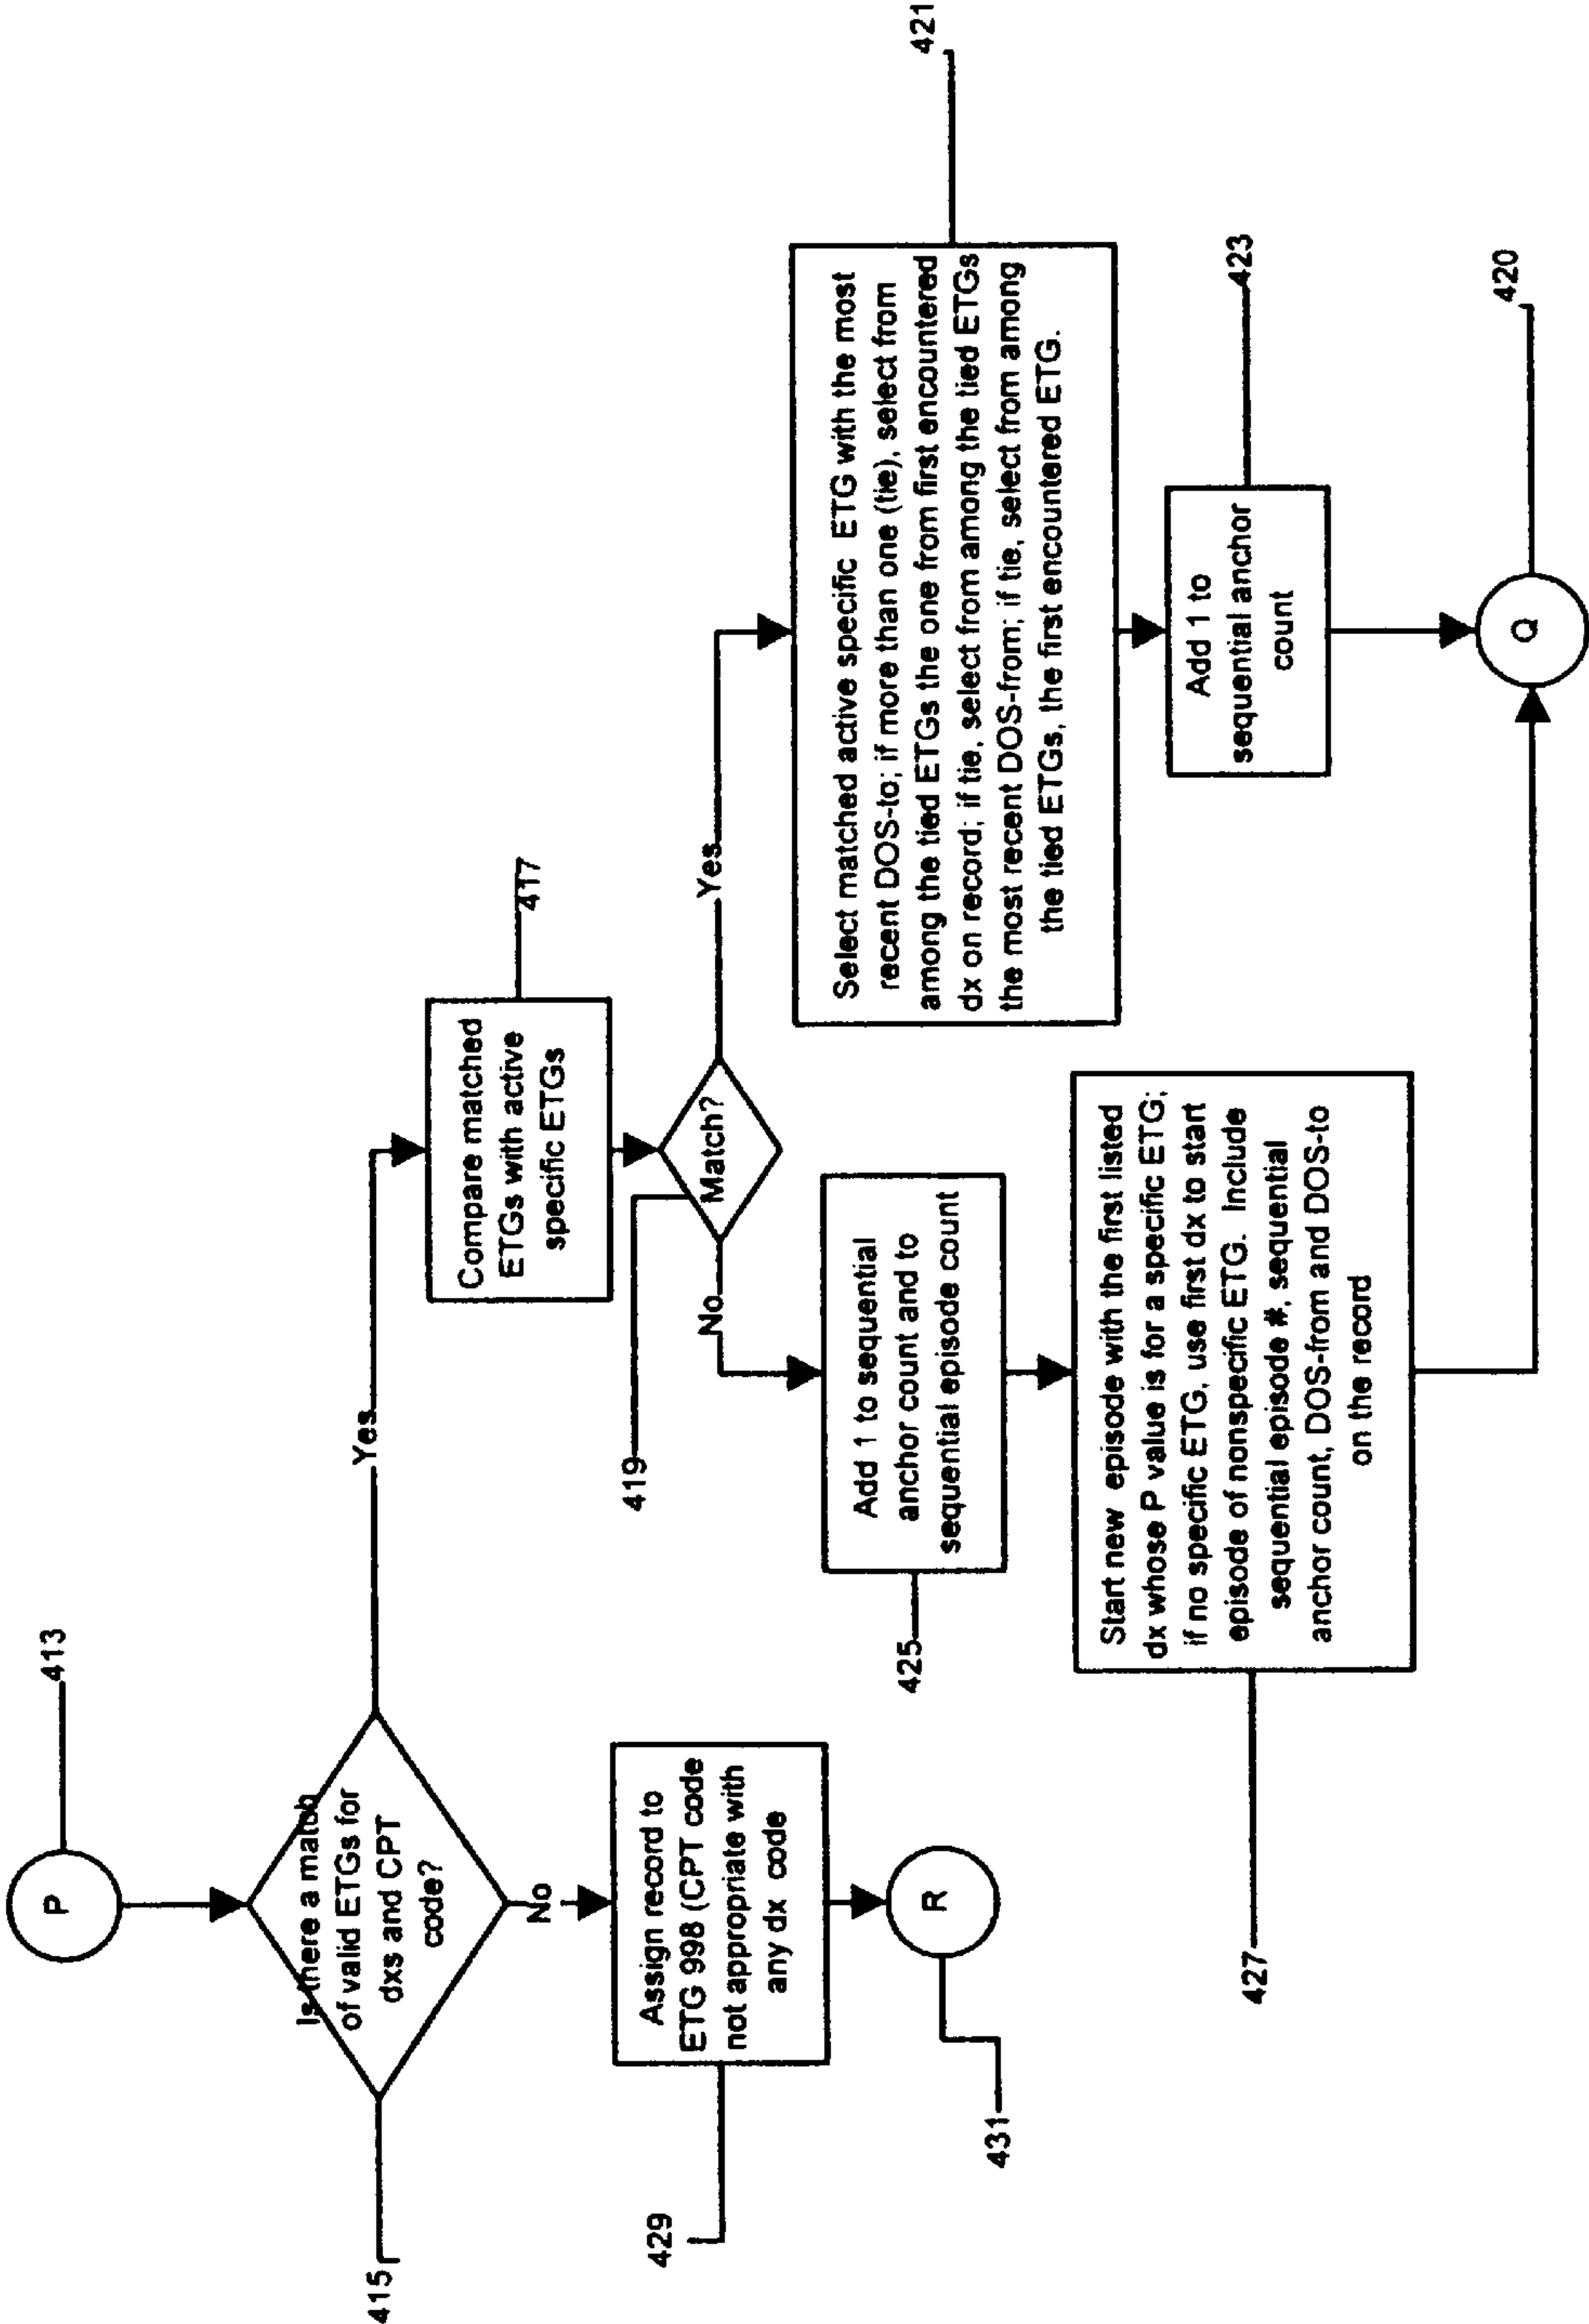 P
413
Is there a match
of valid ETGs for
dxs and CPT
code?
415
Yes
No
Assign record to
ETG 998 (CPT code
not appropriate with
any dx code
429
R
431
Compare matched
ETGs with active
specific ETGs
417
Match?
419
Yes
No
Select matched active specific ETG with the most
recent DOS-to; if more than one (tie), select from
among the tied ETGs the one from first encountered
dx on record; if tie, select from among the tied ETGs
the most recent DOS-from; if tie, select from among
the tied ETGs, the first encountered ETG.
421
Add 1 to
sequential anchor
count
423
Add 1 to sequential
anchor count and to
sequential episode count
425
Start new episode with the first listed
dx whose P value is for a specific ETG;
if no specific ETG, use first dx to start
episode of nonspecific ETG. Include
sequential episode #, sequential
anchor count, DOS-from and DOS-to
on the record
427
Q
420